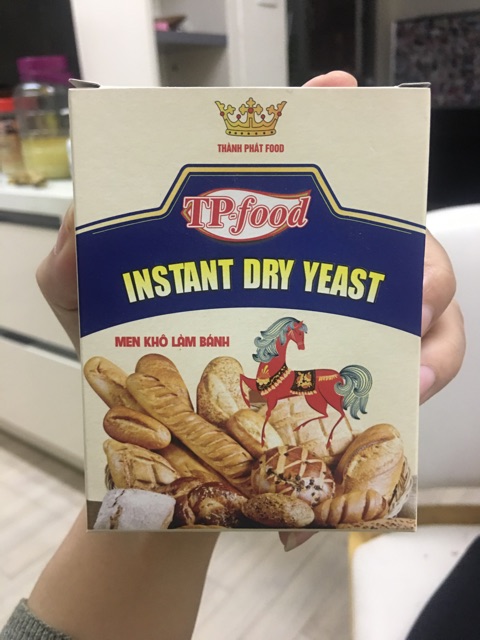 THÀNH PHÁT FOOD
TP-food
INSTANT DRY YEAST
MEN KHÔ LÀM BÁNH